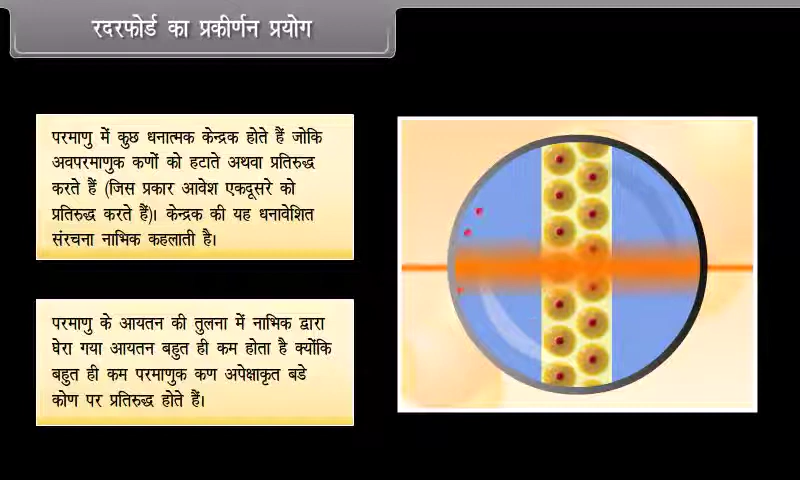 रदरफोर्ड का प्रकीर्णन प्रयोग
परमाणु में कुछ धनात्मक केन्द्रक होते हैं जोकि
अवपरमाणुक कणों को हटाते अथवा प्रतिरुद्ध
करते हैं (जिस प्रकार आवेश एकदूसरे को
प्रतिरुद्ध करते हैं)। केन्द्रक की यह धनावेशित
संरचना नाभिक कहलाती है।
परमाणु के आयतन की तुलना में नाभिक द्वारा
घेरा गया आयतन बहुत ही कम होता है क्योंकि
बहुत ही कम परमाणुक कण अपेक्षाकृत बडे
कोण पर प्रतिरुद्ध होते हैं।